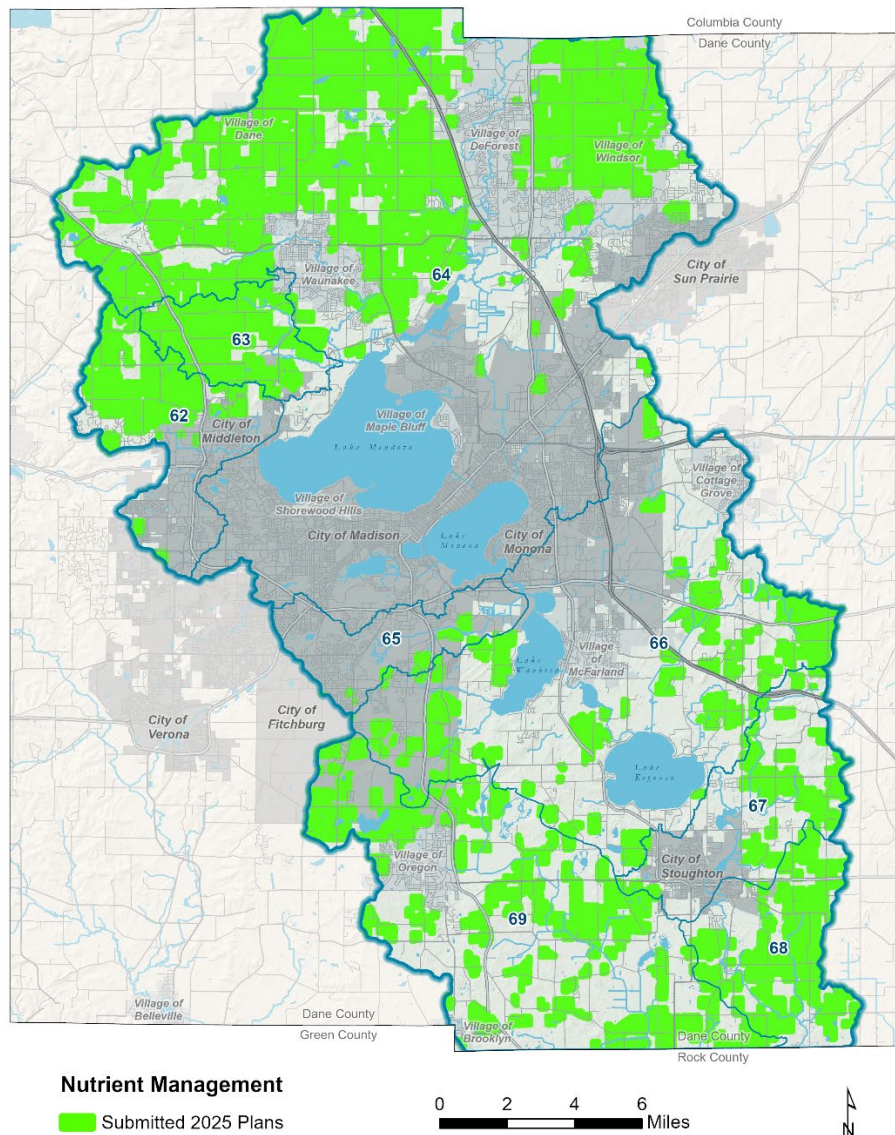 Columbia County
Dane County
Village of
Dane
Village of
DeForest
Village of
Windsor
City of
Sun Prairie
Village of
Waunakee
64
63
62
City of
Middleton
Village of
Maple Bluff
Lake Mendota
Village of
Cottage
Grove
Village of
Shorewood Hills
City of Madison
Lake
Monona
City of
Monona
65
66
Lake
Waubesa
Village
of
McFarland
City of
Verona
City of
Fitchburg
Lake
Kegonsa
67
Village of
Oregon
City of
Stoughton
69
68
Village of
Belleville
Dane County
Green County
Village of
Brooklyn
Dane County
Rock County
Nutrient Management
Submitted 2025 Plans
0 2 4 6
Miles
N